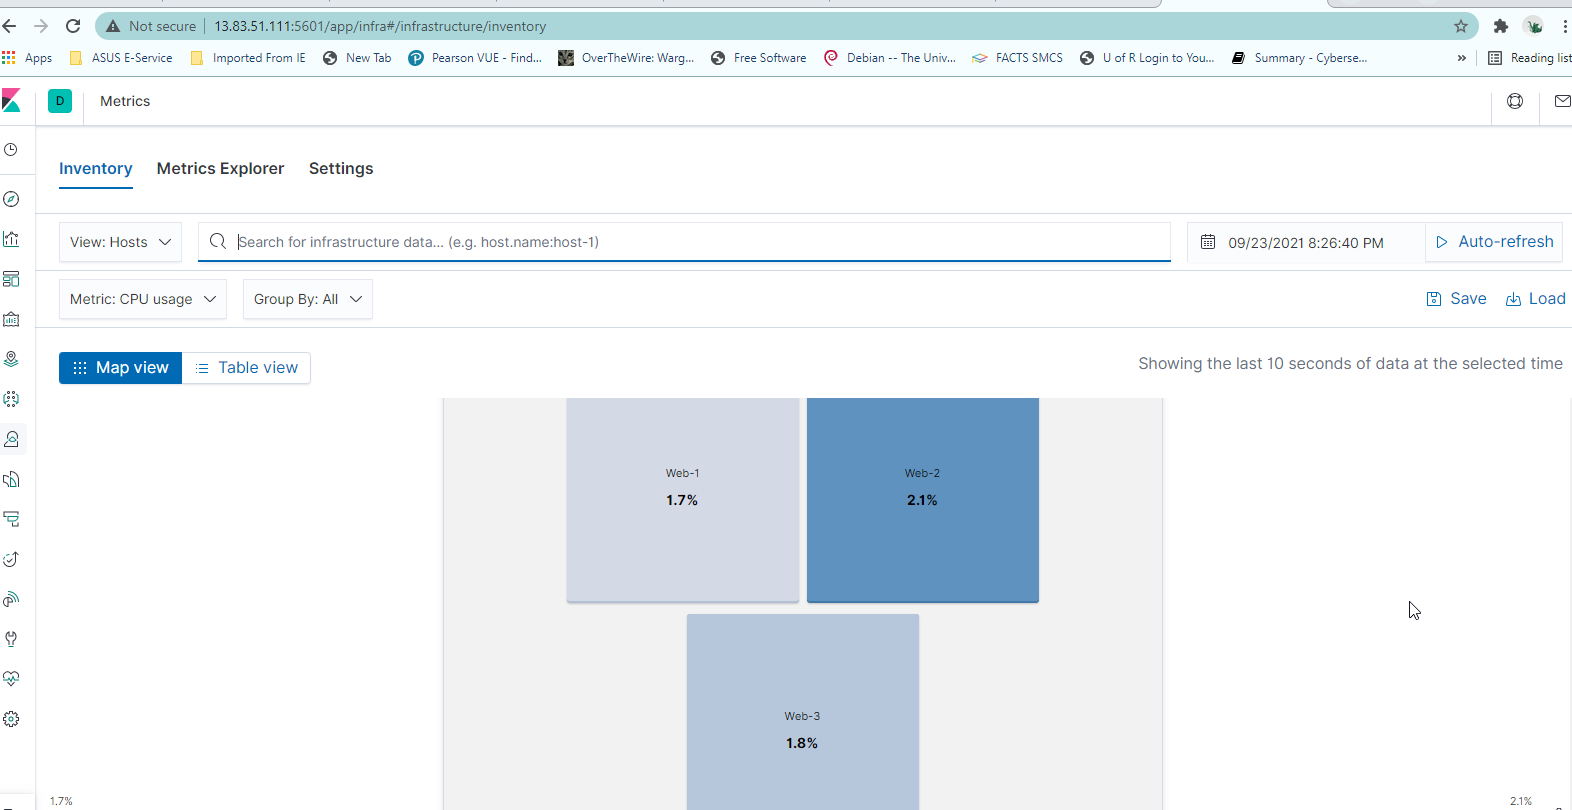 Not secure | 13.83.51.111:5601/app/infra#/infrastructure/inventory
Apps ASUS E-Service Imported From IE New Tab Pearson VUE - Find... OverTheWire: Warg... Free Software Debian -- The Univ... FACTS SMCS U of R Login to You... Summary - Cyberse... » Reading list
D Metrics
Inventory Metrics Explorer Settings
View: Hosts Search for infrastructure data... (e.g. host.name:host-1) 09/23/2021 8:26:40 PM Auto-refresh
Metric: CPU usage Group By: All Save Load
Map view Table view Showing the last 10 seconds of data at the selected time
Web-1 Web-2
1.7% 2.1%
Web-3
1.8%
1.7% 2.1%